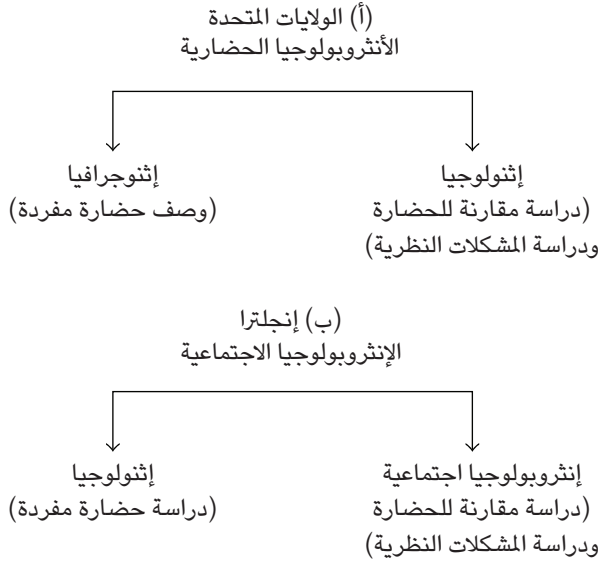 (أ) الولايات المتحدة
الأنثروبولوجيا الحضارية
إثنولوجيا
(دراسة مقارنة للحضارة
ودراسة المشكلات النظرية)
إثنوجرافيا
(وصف حضارة مفردة)
(ب) إنجلترا
الإنثروبولوجيا الاجتماعية
إنثروبولوجيا اجتماعية
(دراسة مقارنة للحضارة
ودراسة المشكلات النظرية)
إثنولوجيا
(دراسة حضارة مفردة)